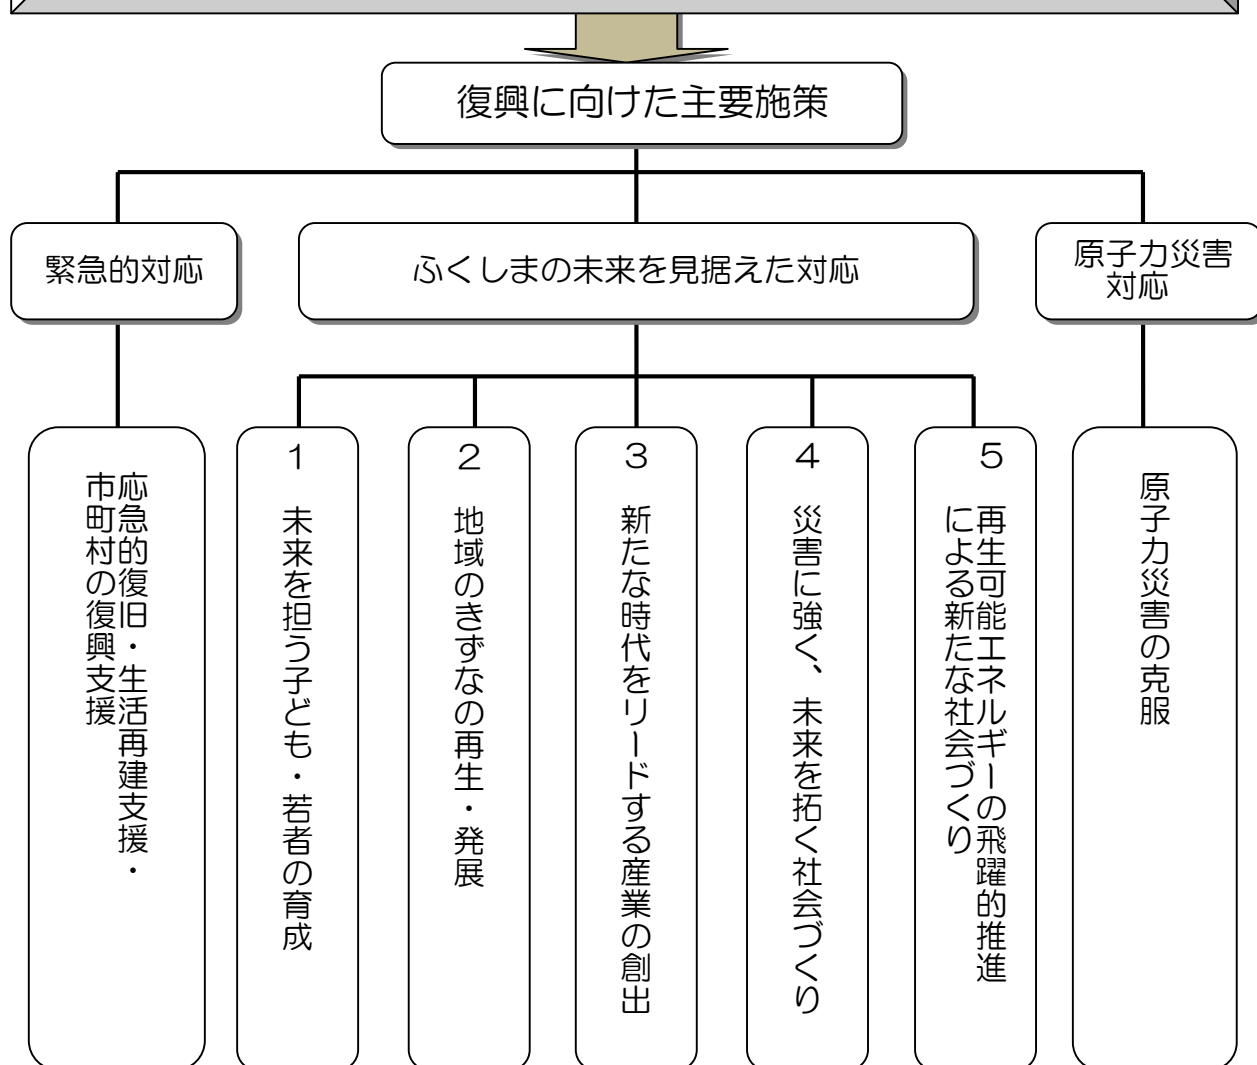 復興に向けた主要施策
緊急的対応
ふくしまの未来を見据えた対応
原子力災害
対応
応急的復旧・生活再建支援・
市町村の復興支援
1 未来を担う子ども・若者の育成
2 地域のきずなの再生・発展
3 新たな時代をリードする産業の創出
4 災害に強く、未来を拓く社会づくり
5 再生可能エネルギーの飛躍的推進
による新たな社会づくり
原子力災害の克服